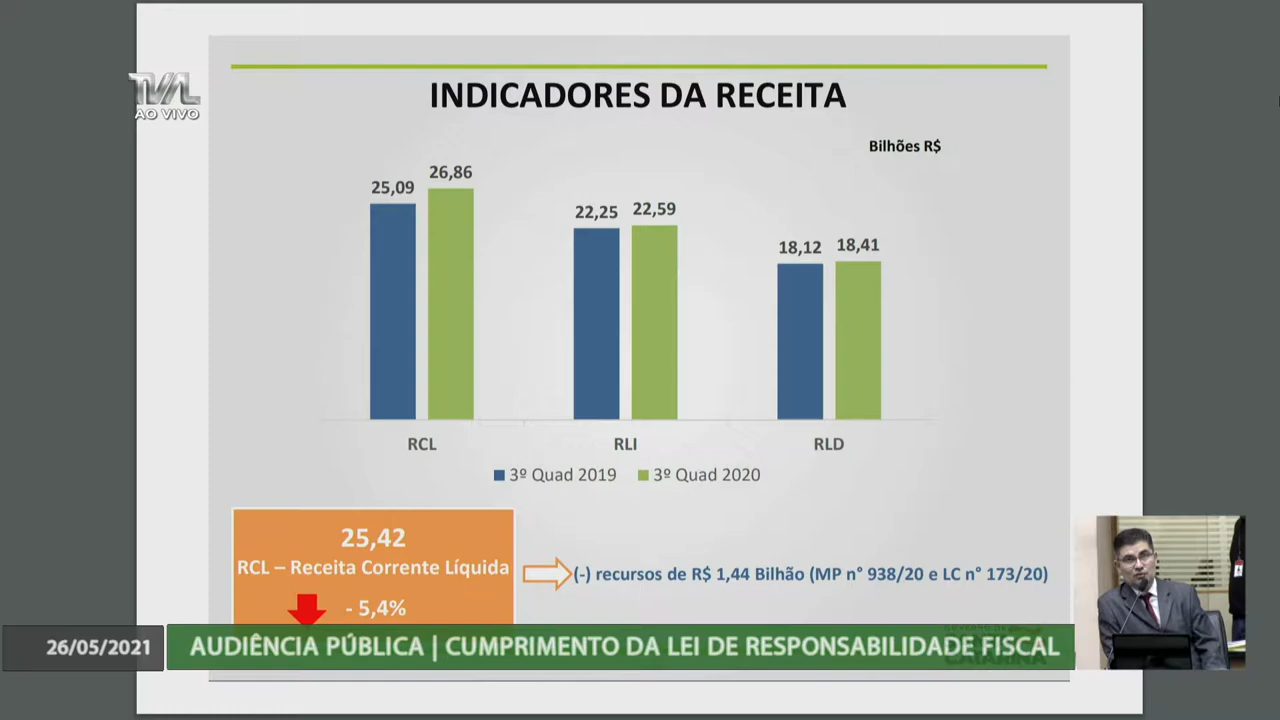 TVAL
AO VIVO
INDICADORES DA RECEITA
Bilhões R$
25,09
26,86
22,25
22,59
18,12
18,41
RCL
RLI
RLD
3º Quad 2019
3º Quad 2020
25,42
RCL – Receita Corrente Líquida
- 5,4%
(-) recursos de R$ 1,44 Bilhão (MP n° 938/20 e LC n° 173/20)
26/05/2021
AUDIÊNCIA PÚBLICA | CUMPRIMENTO DA LEI DE RESPONSABILIDADE FISCAL
CATARINA